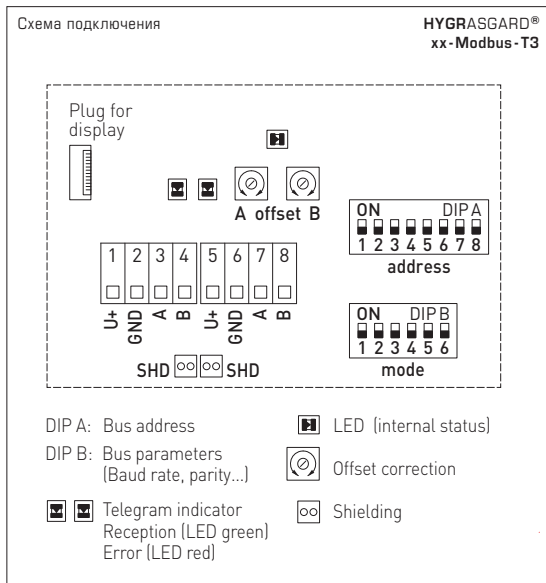 Схема подключения
HYGRASGARD®
xx-Modbus-T3
Plug for
display
A offset B
ON DIP A
1 2 3 4 5 6 7 8
address
1 2 3 4 5 6 7 8
U+ GND A B U+ GND A B
ON DIP B
1 2 3 4 5 6
mode
SHD SHD
DIP A: Bus address
DIP B: Bus parameters
(Baud rate, parity...)
Telegram indicator
Reception (LED green)
Error (LED red)
LED (internal status)
Offset correction
Shielding